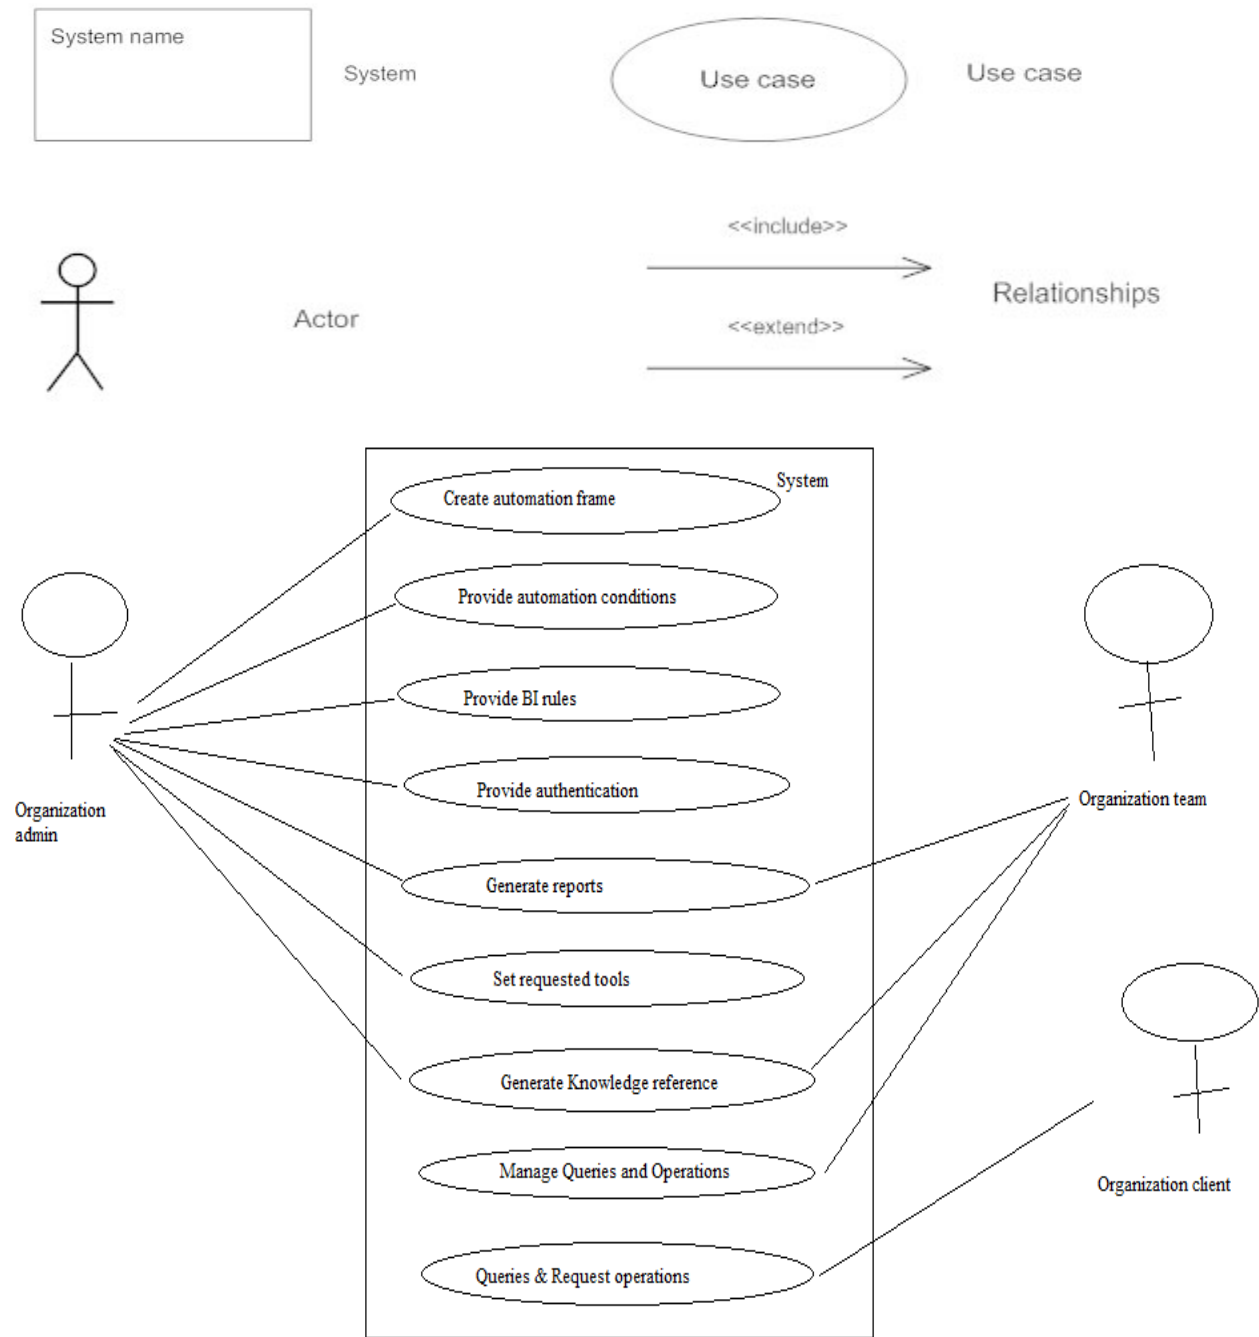 System name
System
Use case
Use case
<<include>>
Relationships
Actor
<<extend>>
System
Create automation frame
Provide automation conditions
Provide BI rules
Provide authentication
Organization
admin
Organization team
Generate reports
Set requested tools
Generate Knowledge reference
Manage Queries and Operations
Organization client
Queries & Request operations